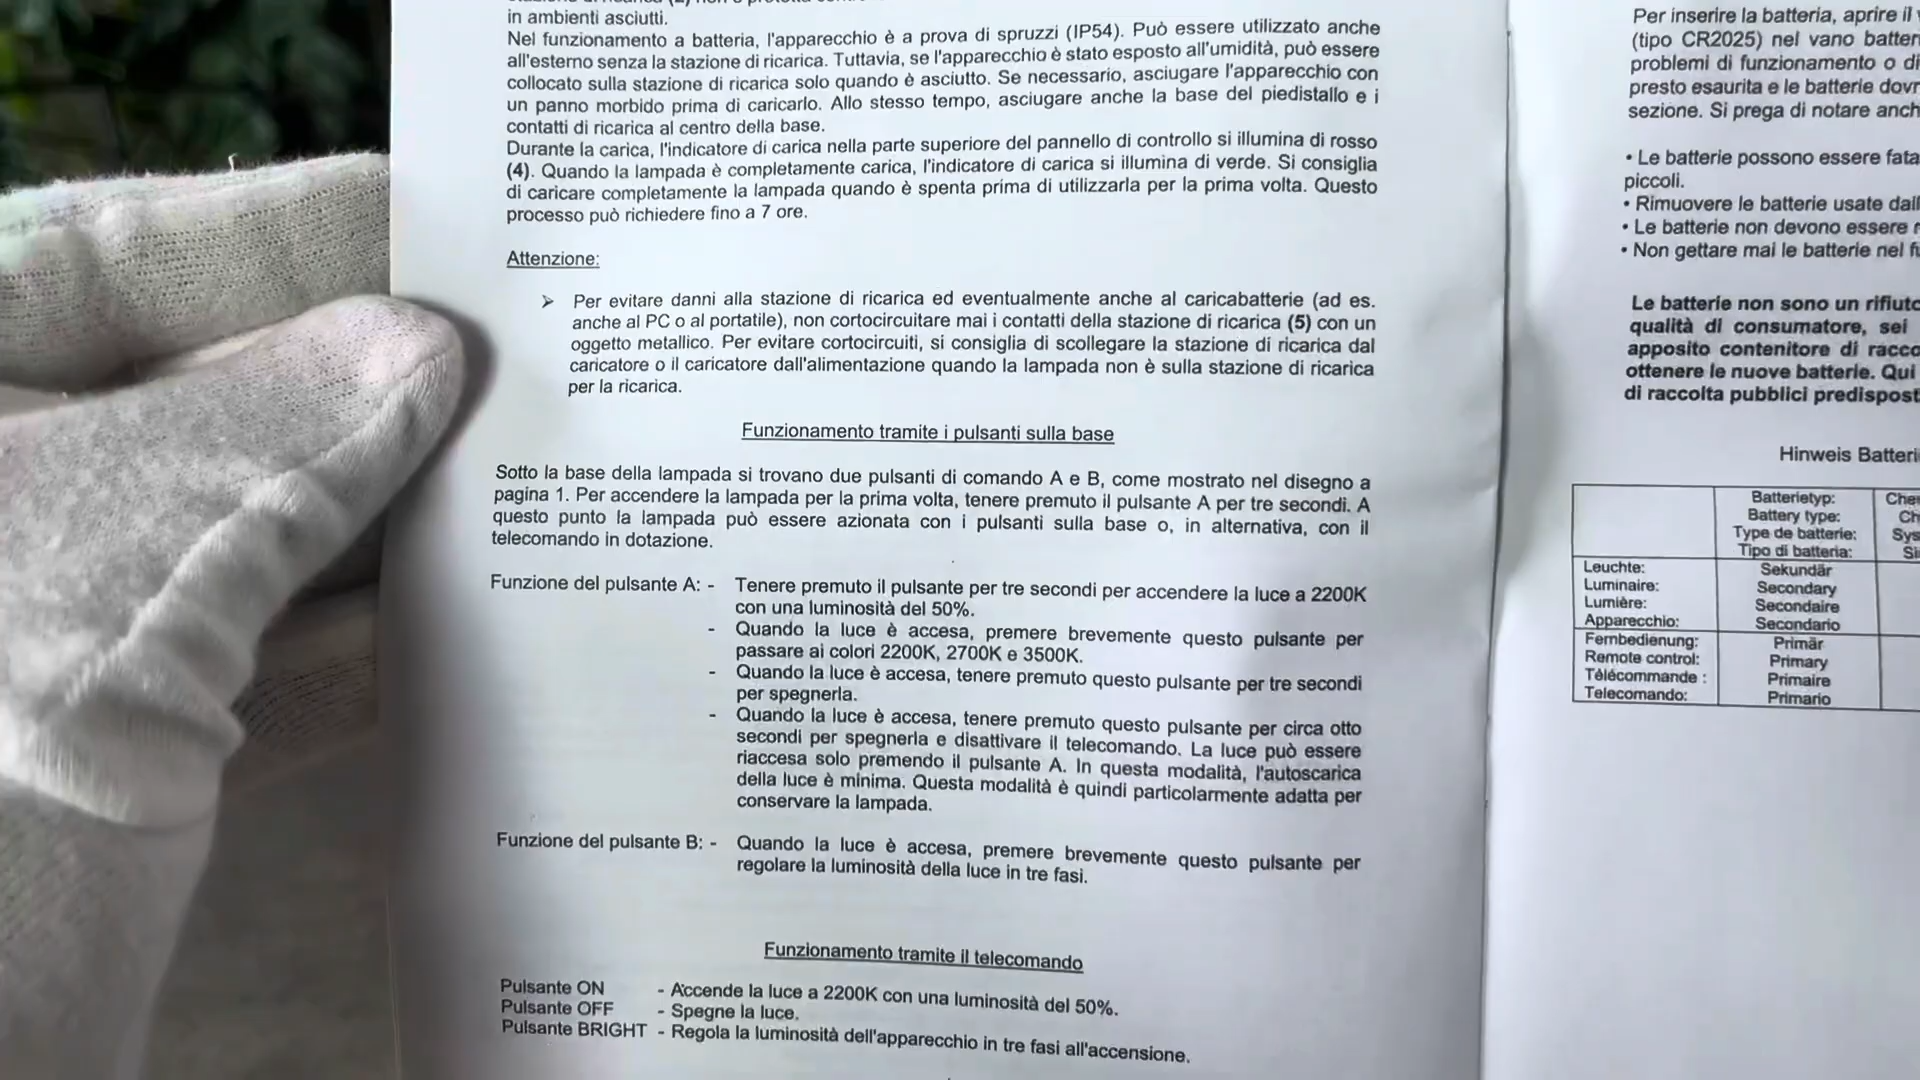 in ambienti asciutti.
Nel funzionamento a batteria, l'apparecchio è a prova di spruzzi (IP54). Può essere utilizzato anche
all'esterno senza la stazione di ricarica. Tuttavia, se l'apparecchio è stato esposto all'umidità, può essere
collocato sulla stazione di ricarica solo quando è asciutto. Se necessario, asciugare l'apparecchio con
un panno morbido prima di caricarlo. Allo stesso tempo, asciugare anche la base del piedistallo e i
contatti di ricarica al centro della base.
Durante la carica, l'indicatore di carica nella parte superiore del pannello di controllo si illumina di rosso
(4). Quando la lampada è completamente carica, l'indicatore di carica si illumina di verde. Si consiglia
di caricare completamente la lampada quando è spenta prima di utilizzarla per la prima volta. Questo
processo può richiedere fino a 7 ore.
Attenzione:
➢ Per evitare danni alla stazione di ricarica ed eventualmente anche al caricabatterie (ad es.
anche al PC o al portatile), non cortocircuitare mai i contatti della stazione di ricarica (5) con un
oggetto metallico. Per evitare cortocircuiti, si consiglia di scollegare la stazione di ricarica dal
caricatore o il caricatore dall'alimentazione quando la lampada non è sulla stazione di ricarica
per la ricarica.
Funzionamento tramite i pulsanti sulla base
Sotto la base della lampada si trovano due pulsanti di comando A e B, come mostrato nel disegno a
pagina 1. Per accendere la lampada per la prima volta, tenere premuto il pulsante A per tre secondi. A
questo punto la lampada può essere azionata con i pulsanti sulla base o, in alternativa, con il
telecomando in dotazione.
Funzione del pulsante A: - Tenere premuto il pulsante per tre secondi per accendere la luce a 2200K
con una luminosità del 50%.
- Quando la luce è accesa, premere brevemente questo pulsante per
passare ai colori 2200K, 2700K e 3500K.
- Quando la luce è accesa, tenere premuto questo pulsante per tre secondi
per spegnerla.
- Quando la luce è accesa, tenere premuto questo pulsante per circa otto
secondi per spegnerla e disattivare il telecomando. La luce può essere
riaccesa solo premendo il pulsante A. In questa modalità, l'autoscarica
della luce è minima. Questa modalità è quindi particolarmente adatta per
conservare la lampada.
Funzione del pulsante B: - Quando la luce è accesa, premere brevemente questo pulsante per
regolare la luminosità della luce in tre fasi.
Funzionamento tramite il telecomando
Pulsante ON - Accende la luce a 2200K con una luminosità del 50%.
Pulsante OFF - Spegne la luce.
Pulsante BRIGHT - Regola la luminosità dell'apparecchio in tre fasi all'accensione.
Per inserire la batteria, aprire il
(tipo CR2025) nel vano
problemi di funzionamento o
presto esaurita e le batterie
sezione. Si prega di notare
• Le batterie possono essere
piccoli.
• Rimuovere le batterie usate
• Le batterie non devono essere
• Non gettare mai le batterie nel
Le batterie non sono un
qualità di consumatore, sei
apposito contenitore di
ottenere le nuove batterie. Qui
di raccolta pubblici
Hinweis
Batterietyp:
Battery type:
Type de batterie:
Tipo di batteria:
Leuchte: Sekundär
Luminaire: Secondary
Lumière: Secondaire
Apparecchio: Secondario
Fernbedienung: Primär
Remote control: Primary
Télécommande : Primaire
Telecomando: Primario